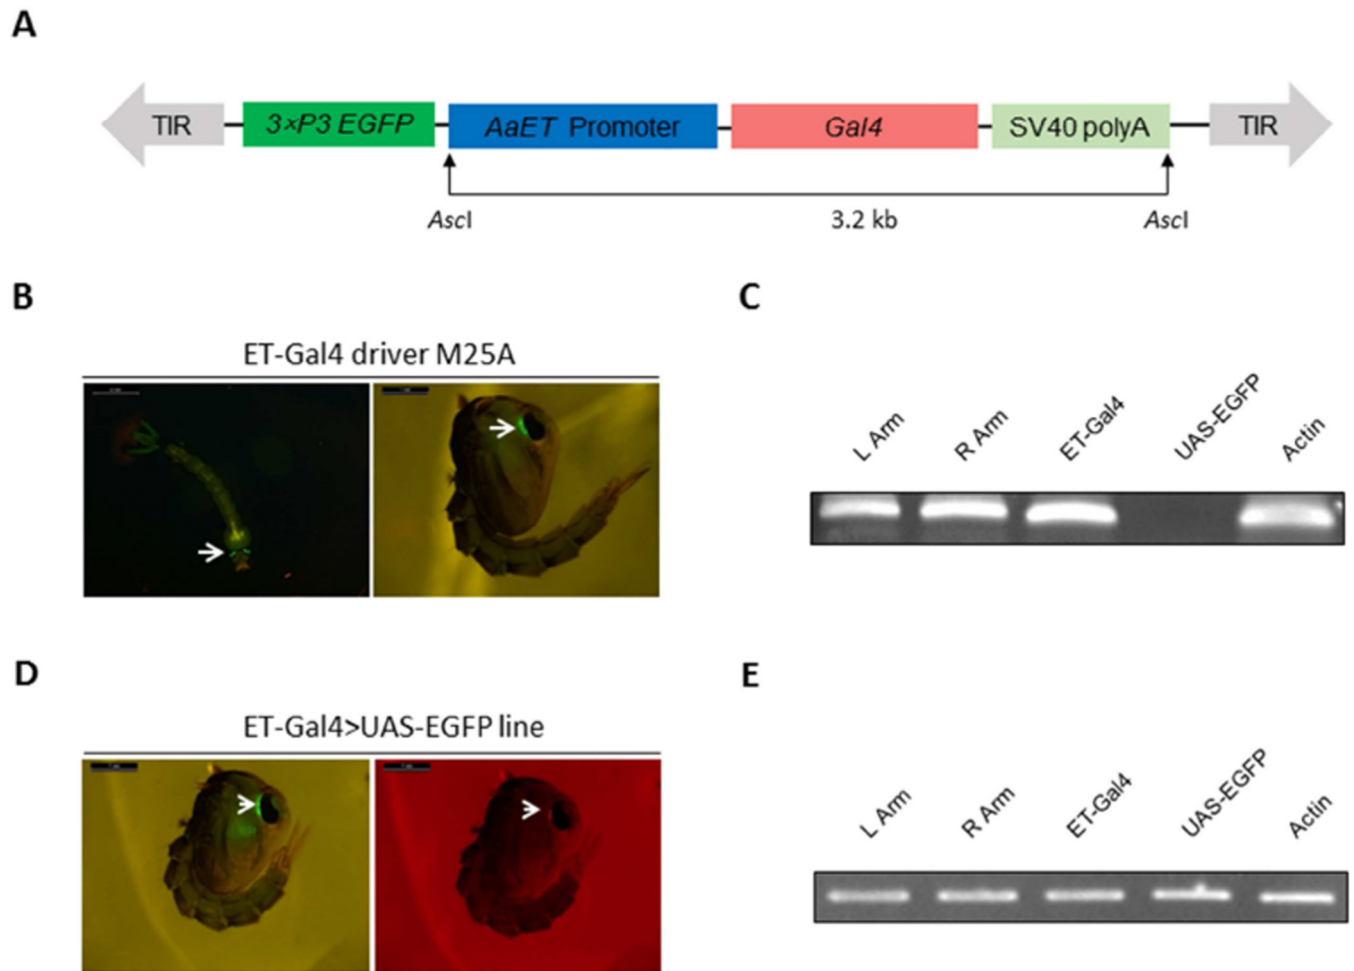 A
TIR 3×P3 EGFP AaET Promoter Gal4 SV40 polyA TIR
AscI 3.2 kb AscI
B
ET-Gal4 driver M25A
C
L Arm R Arm ET-Gal4 UAS-EGFP Actin
D
ET-Gal4>UAS-EGFP line
E
L Arm R Arm ET-Gal4 UAS-EGFP Actin